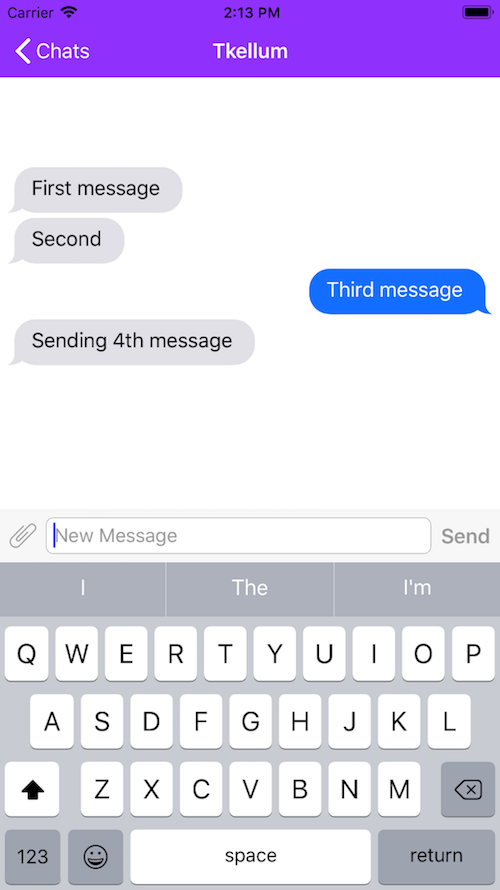 Carrier 2:13 PM
Chats Tkellum
First message
Second
Third message
Sending 4th message
New Message Send
I The I'm
Q W E R T Y U I O P
A S D F G H J K L
Z X C V B N M
123 space return